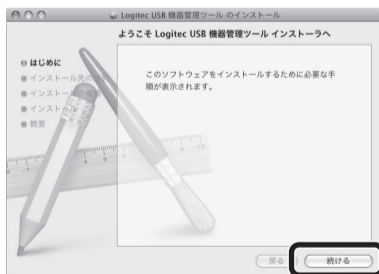 Logitec USB 機器管理ツール のインストール
ようこそ Logitec USB 機器管理ツール インストーラへ
はじめに
インストール先の
インストール
インストール
概要
このソフトウェアをインストールするために必要な手
順が表示されます。
戻る
続ける